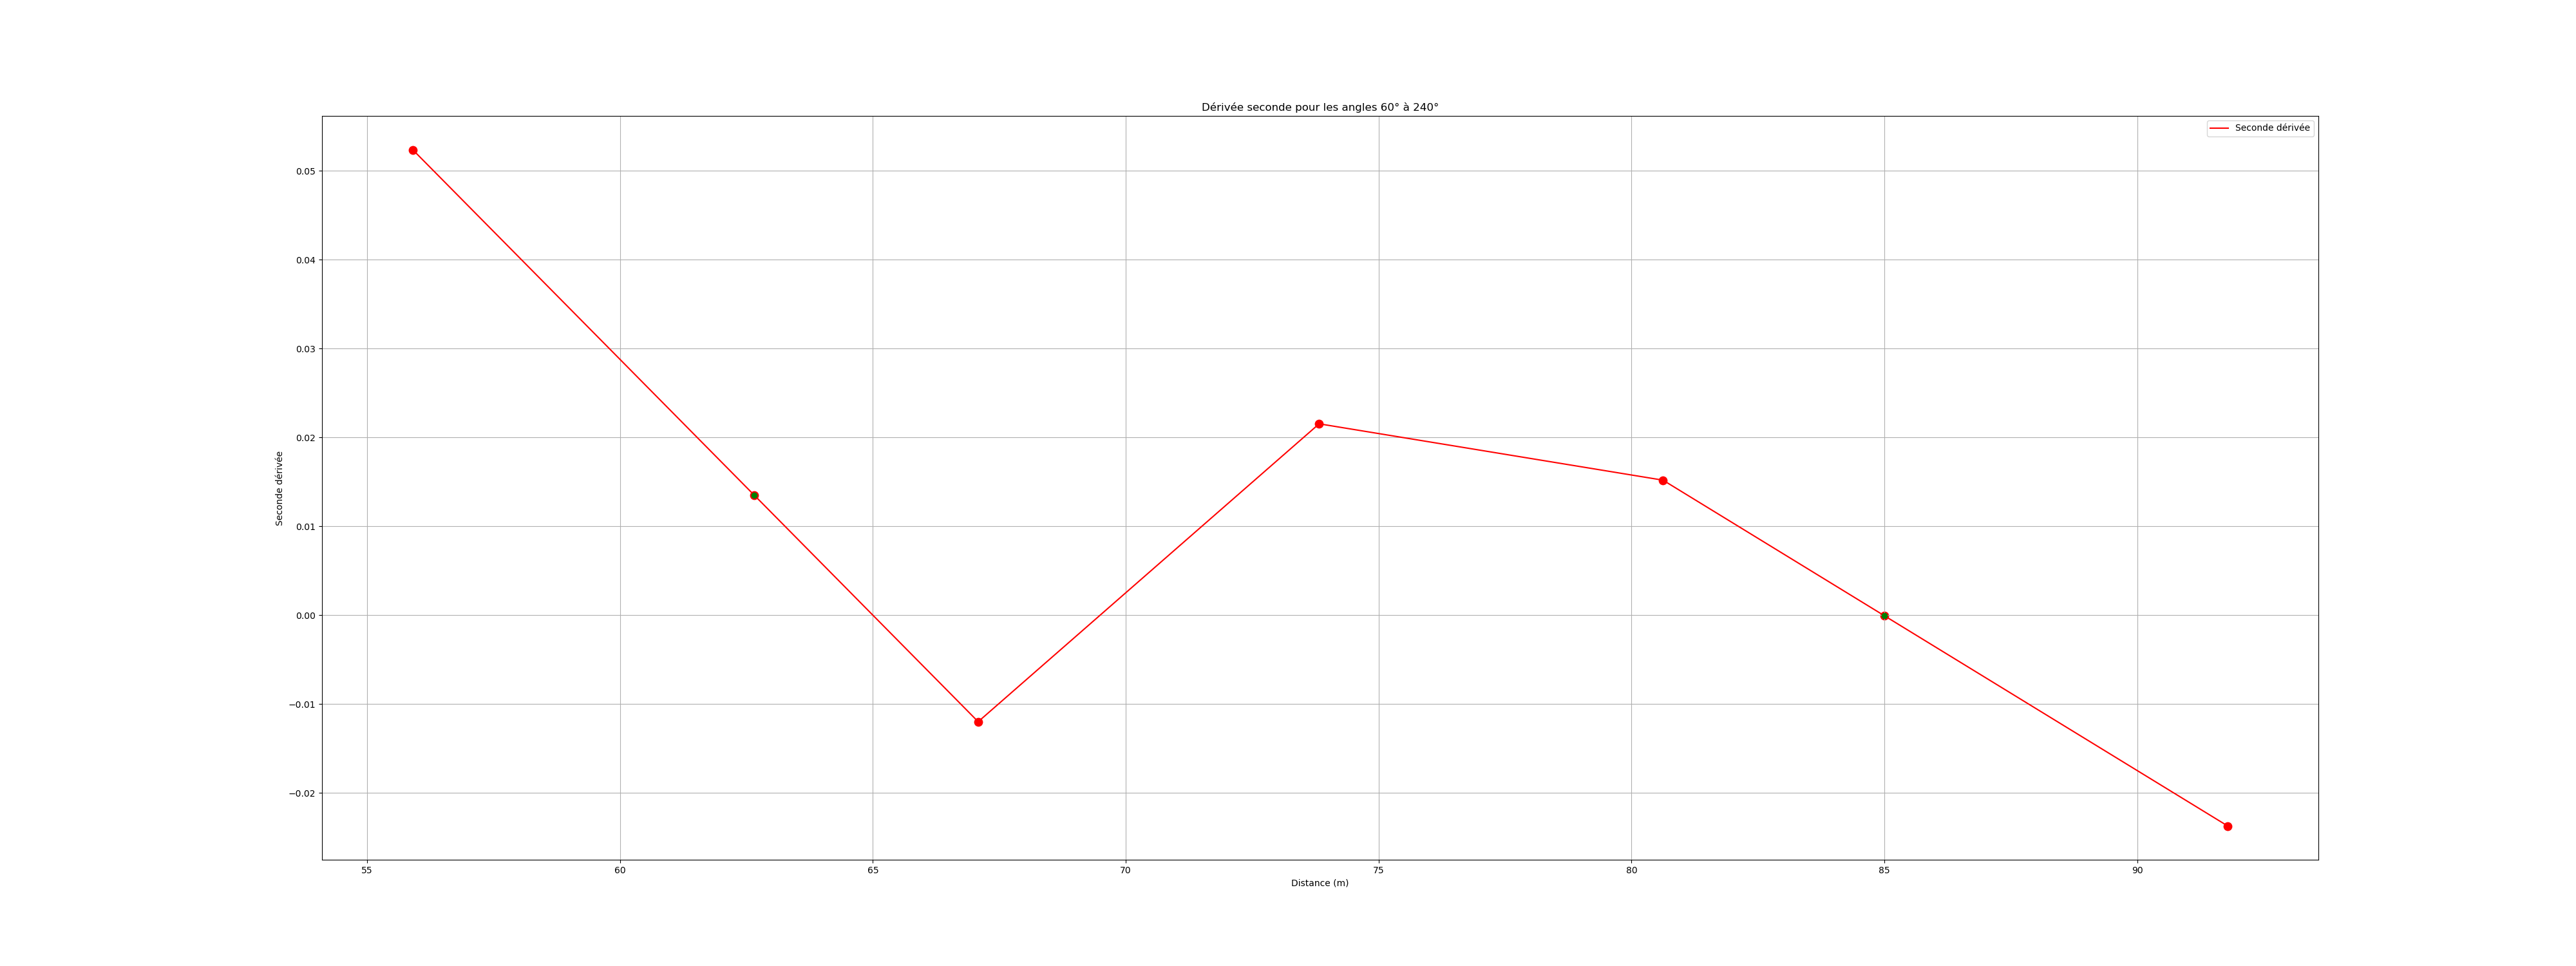 Dérivée seconde pour les angles 60° à 240°
Seconde dérivée
0.05
0.04
0.03
0.02
0.01
0.00
−0.01
−0.02
Seconde dérivée
55 60 65 70 75 80 85 90
Distance (m)